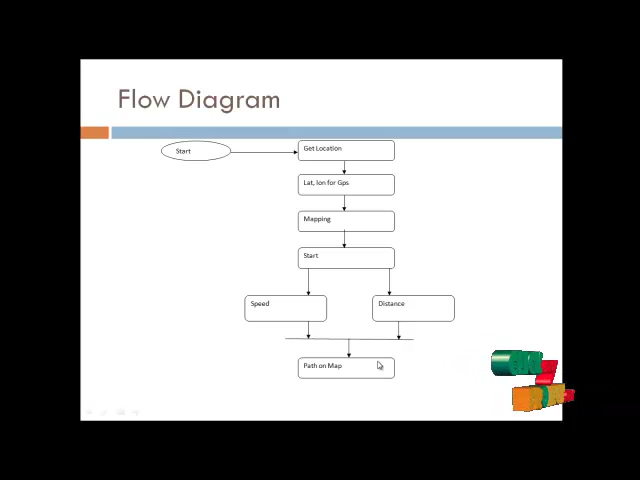 Flow Diagram
Start
Get Location
Lat, lon for Gps
Mapping
Start
Speed
Distance
Path on Map